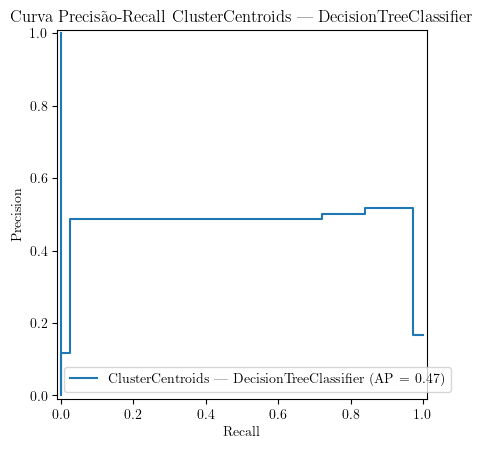 Curva Precisão-Recall ClusterCentroids — DecisionTreeClassifier
1.0
0.8
0.6
0.4
0.2
0.0
Precision
ClusterCentroids — DecisionTreeClassifier (AP = 0.47)
0.0 0.2 0.4 0.6 0.8 1.0
Recall